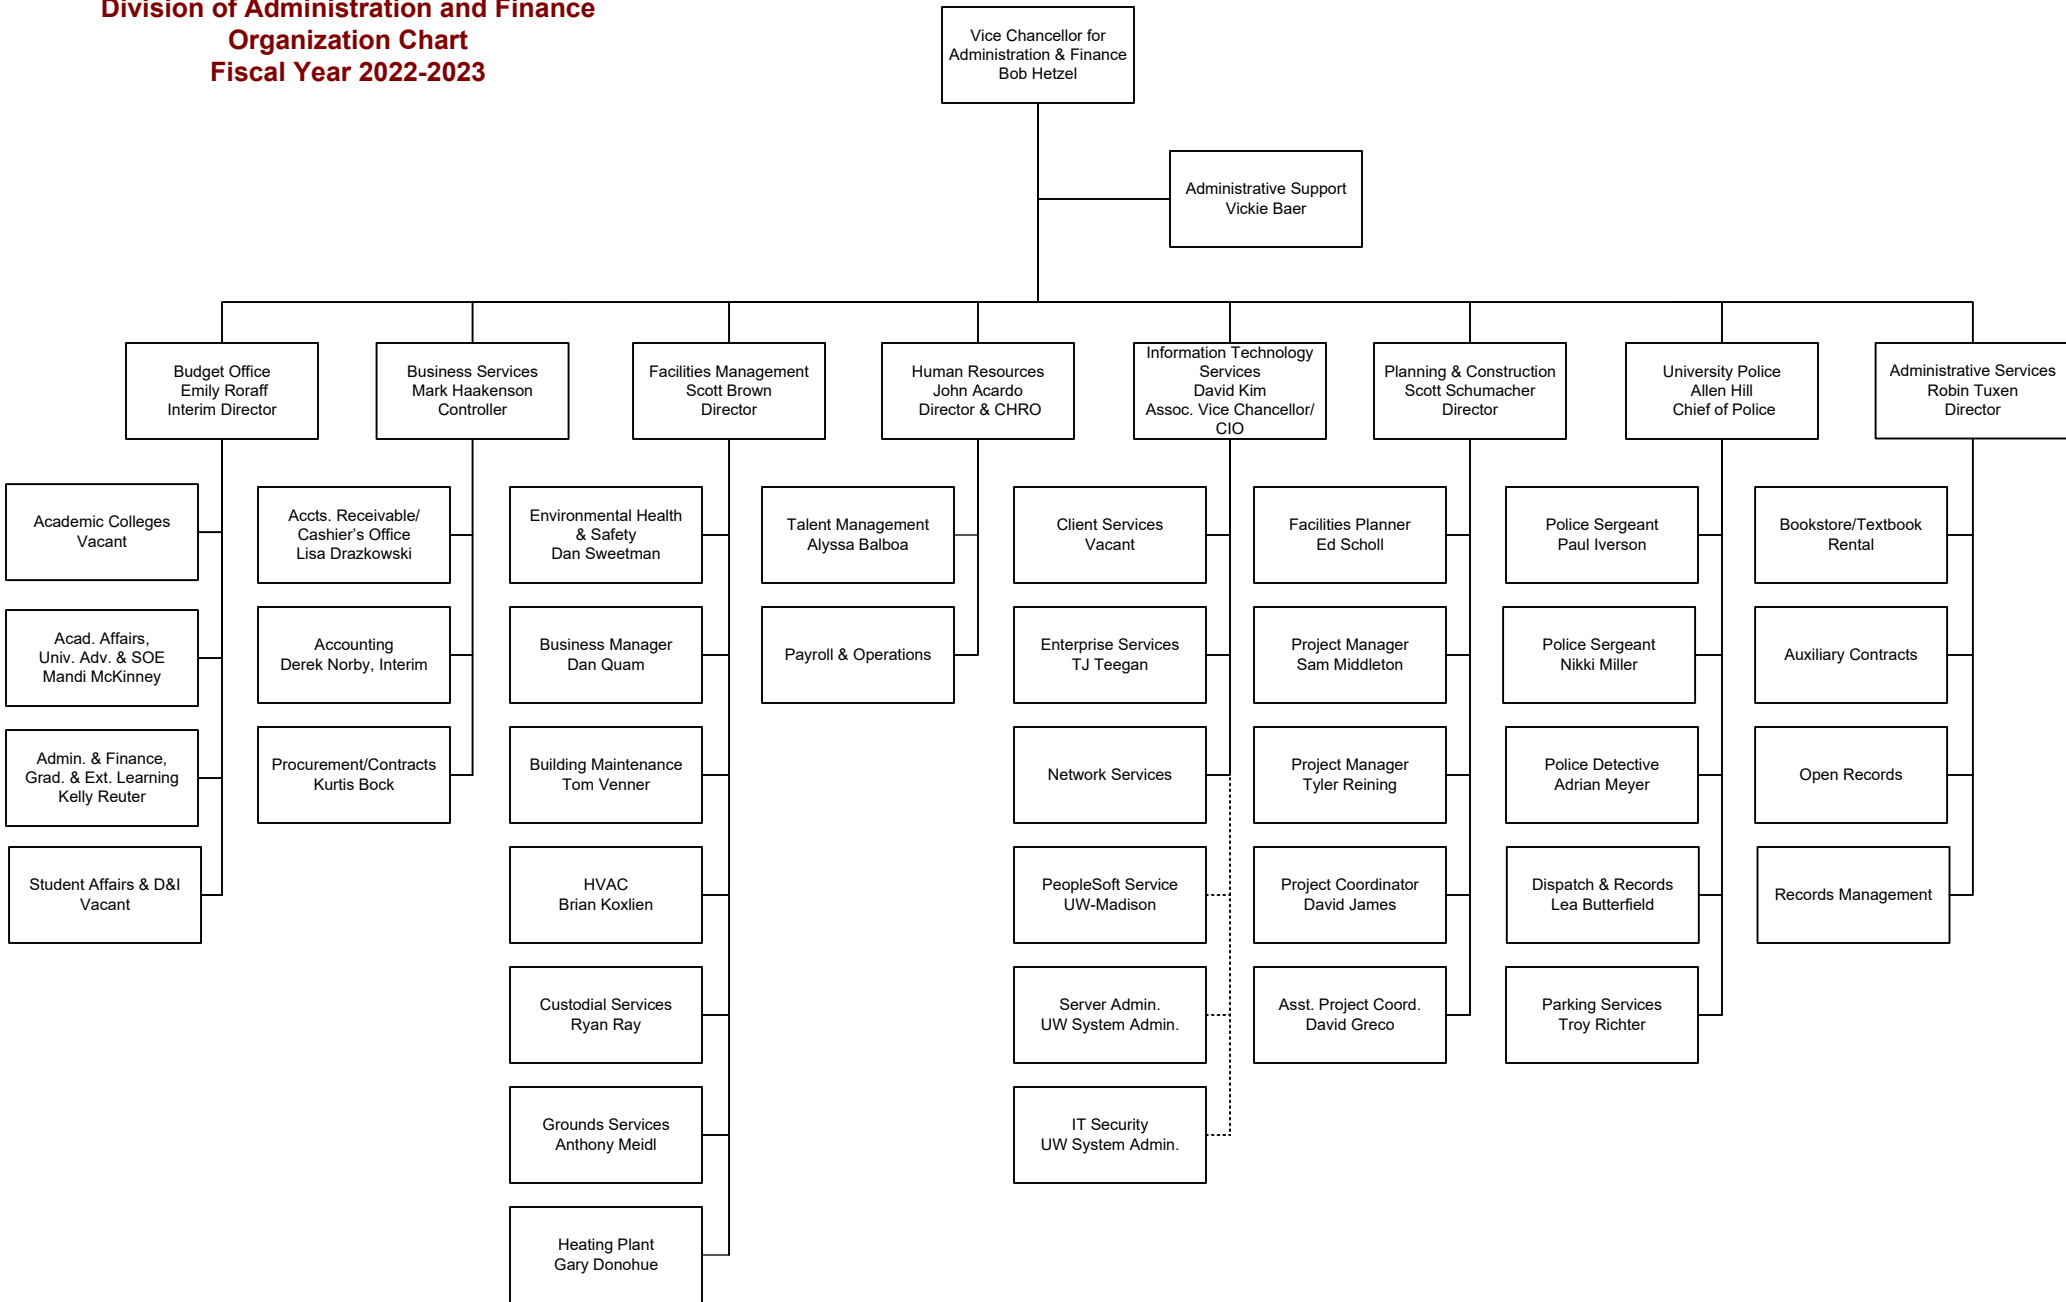 Division of Administration and Finance
Organization Chart
Fiscal Year 2022-2023
Vice Chancellor for
Administration & Finance
Bob Hetzel
Administrative Support
Vickie Baer
Budget Office
Emily Roraff
Interim Director
Business Services
Mark Haakenson
Controller
Facilities Management
Scott Brown
Director
Human Resources
John Acardo
Director & CHRO
Information Technology
Services
David Kim
Assoc. Vice Chancellor/
CIO
Planning & Construction
Scott Schumacher
Director
University Police
Allen Hill
Chief of Police
Administrative Services
Robin Tuxen
Director
Academic Colleges
Vacant
Acad. Affairs,
Univ. Adv. & SOE
Mandi McKinney
Admin. & Finance,
Grad. & Ext. Learning
Kelly Reuter
Student Affairs & D&I
Vacant
Accts. Receivable/
Cashier’s Office
Lisa Drazkowski
Accounting
Derek Norby, Interim
Procurement/Contracts
Kurtis Bock
Environmental Health
& Safety
Dan Sweetman
Business Manager
Dan Quam
Building Maintenance
Tom Venner
HVAC
Brian Koxlien
Custodial Services
Ryan Ray
Grounds Services
Anthony Meidl
Heating Plant
Gary Donohue
Talent Management
Alyssa Balboa
Payroll & Operations
Client Services
Vacant
Enterprise Services
TJ Teegan
Network Services
PeopleSoft Service
UW-Madison
Server Admin.
UW System Admin.
IT Security
UW System Admin.
Facilities Planner
Ed Scholl
Project Manager
Sam Middleton
Project Manager
Tyler Reining
Project Coordinator
David James
Asst. Project Coord.
David Greco
Police Sergeant
Paul Iverson
Police Sergeant
Nikki Miller
Police Detective
Adrian Meyer
Dispatch & Records
Lea Butterfield
Parking Services
Troy Richter
Bookstore/Textbook
Rental
Auxiliary Contracts
Open Records
Records Management